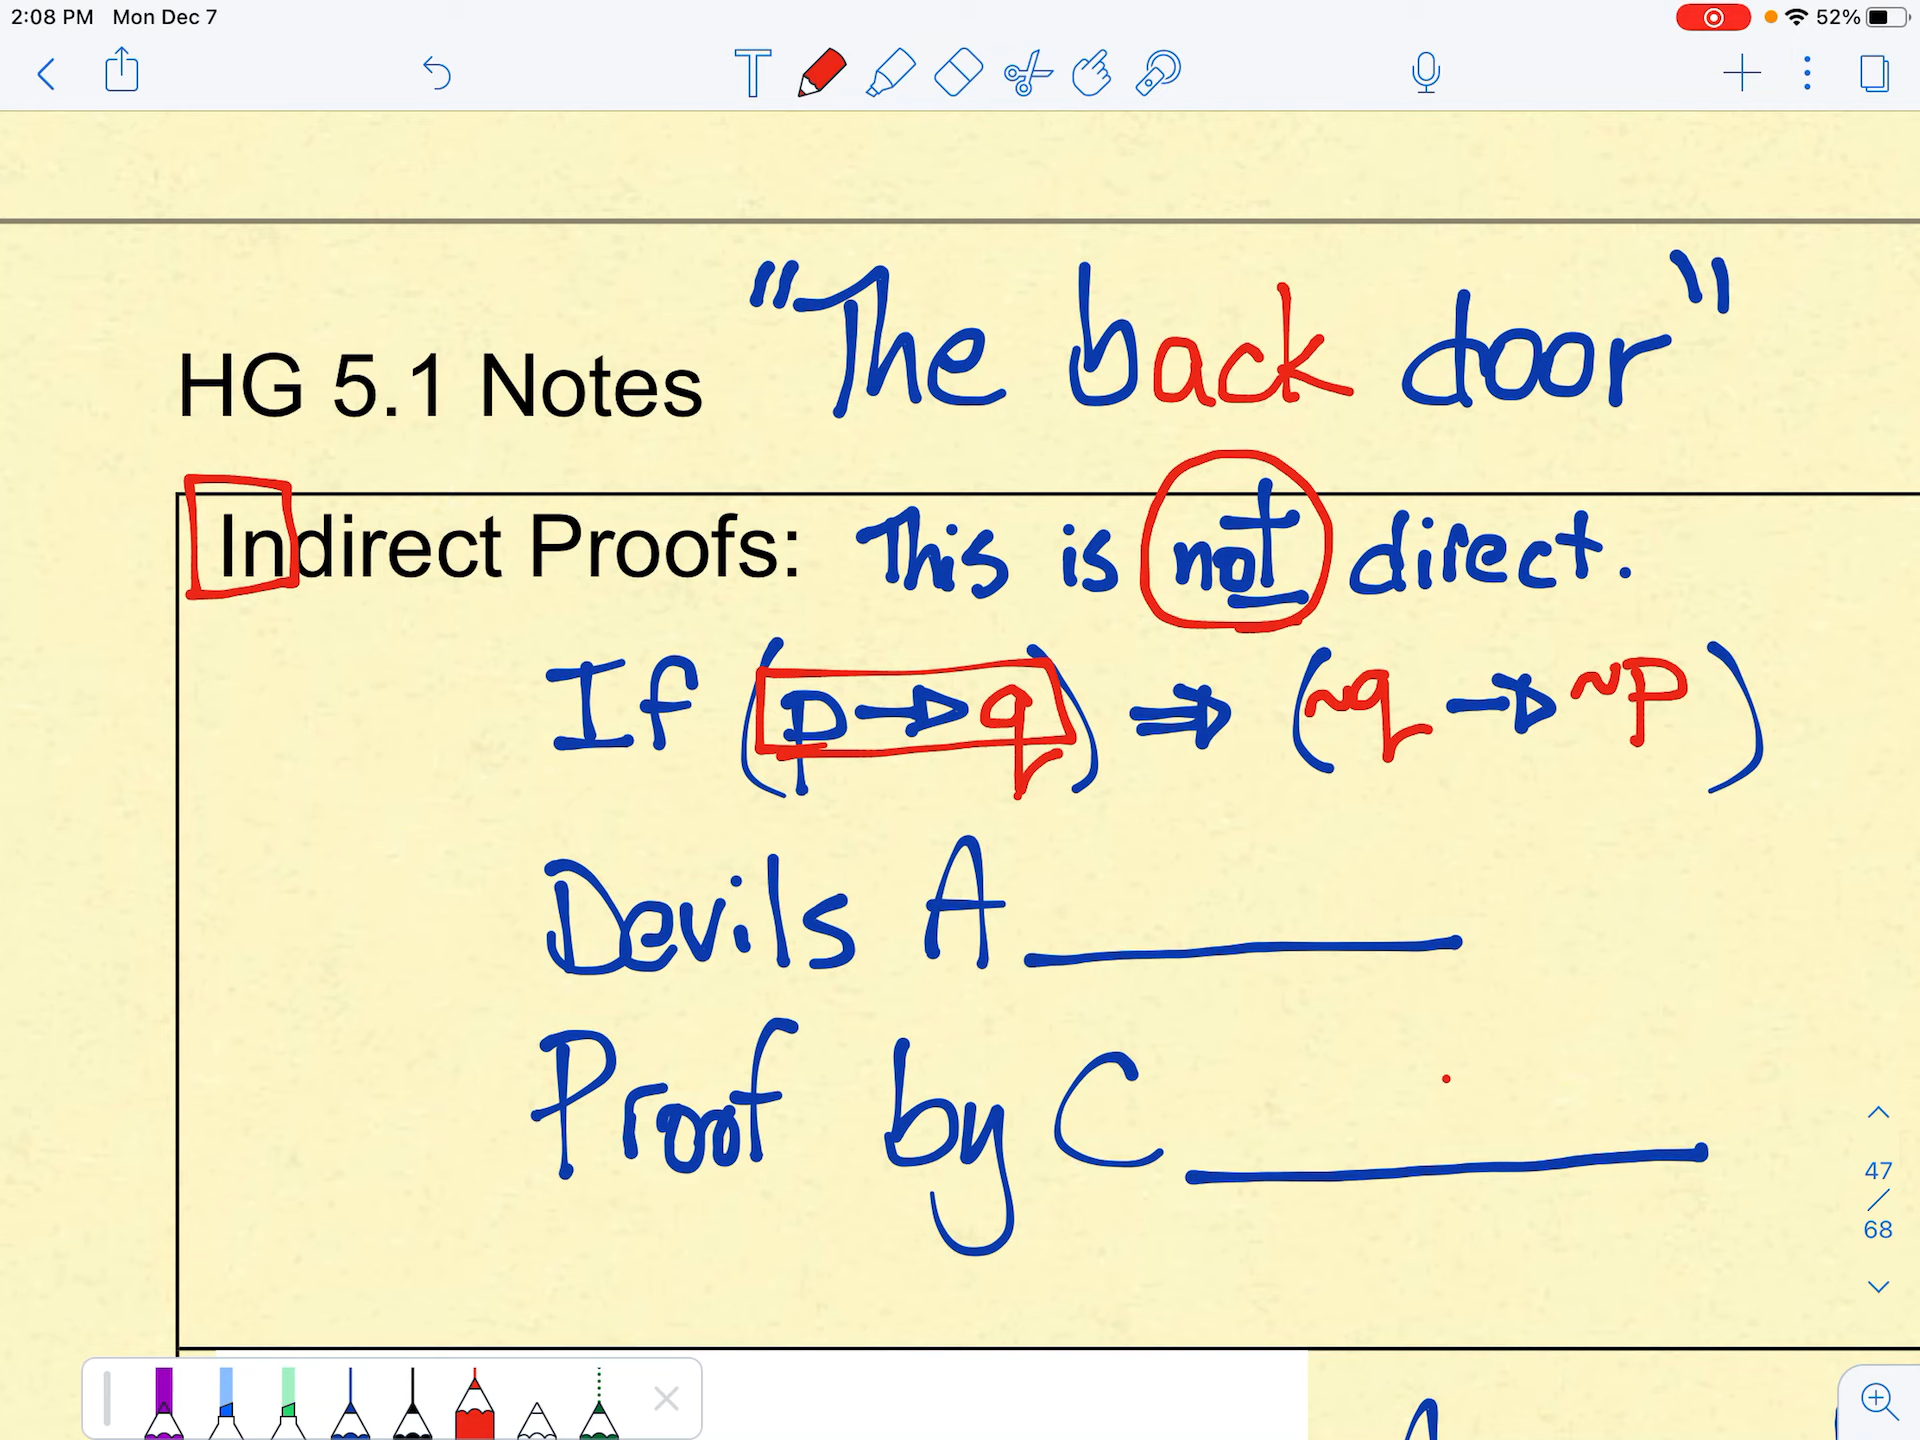 2:08 PM Mon Dec 7 52%
T
"The back door"
HG 5.1 Notes
Indirect Proofs: This is not direct.
If (p → q) ⇒ (~q → ~p)
Devils A
Proof by C
47
/
68